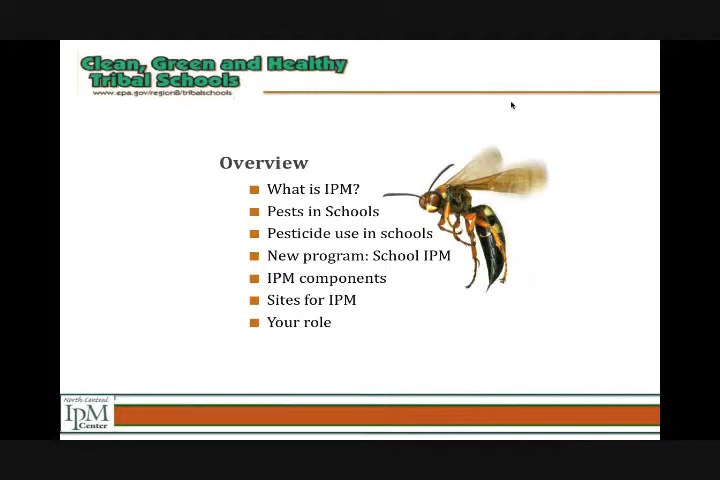 Clean, Green and Healthy
Tribal Schools
www.epa.gov/region8/tribalschools
Overview
What is IPM?
Pests in Schools
Pesticide use in schools
New program: School IPM
IPM components
Sites for IPM
Your role
North Central
IPM
Center